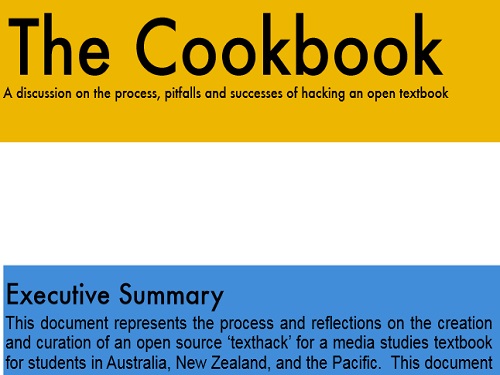 The Cookbook
A discussion on the process, pitfalls and successes of hacking an open textbook
Executive Summary
This document represents the process and reflections on the creation
and curation of an open source ‘texthack’ for a media studies textbook
for students in Australia, New Zealand, and the Pacific. This document